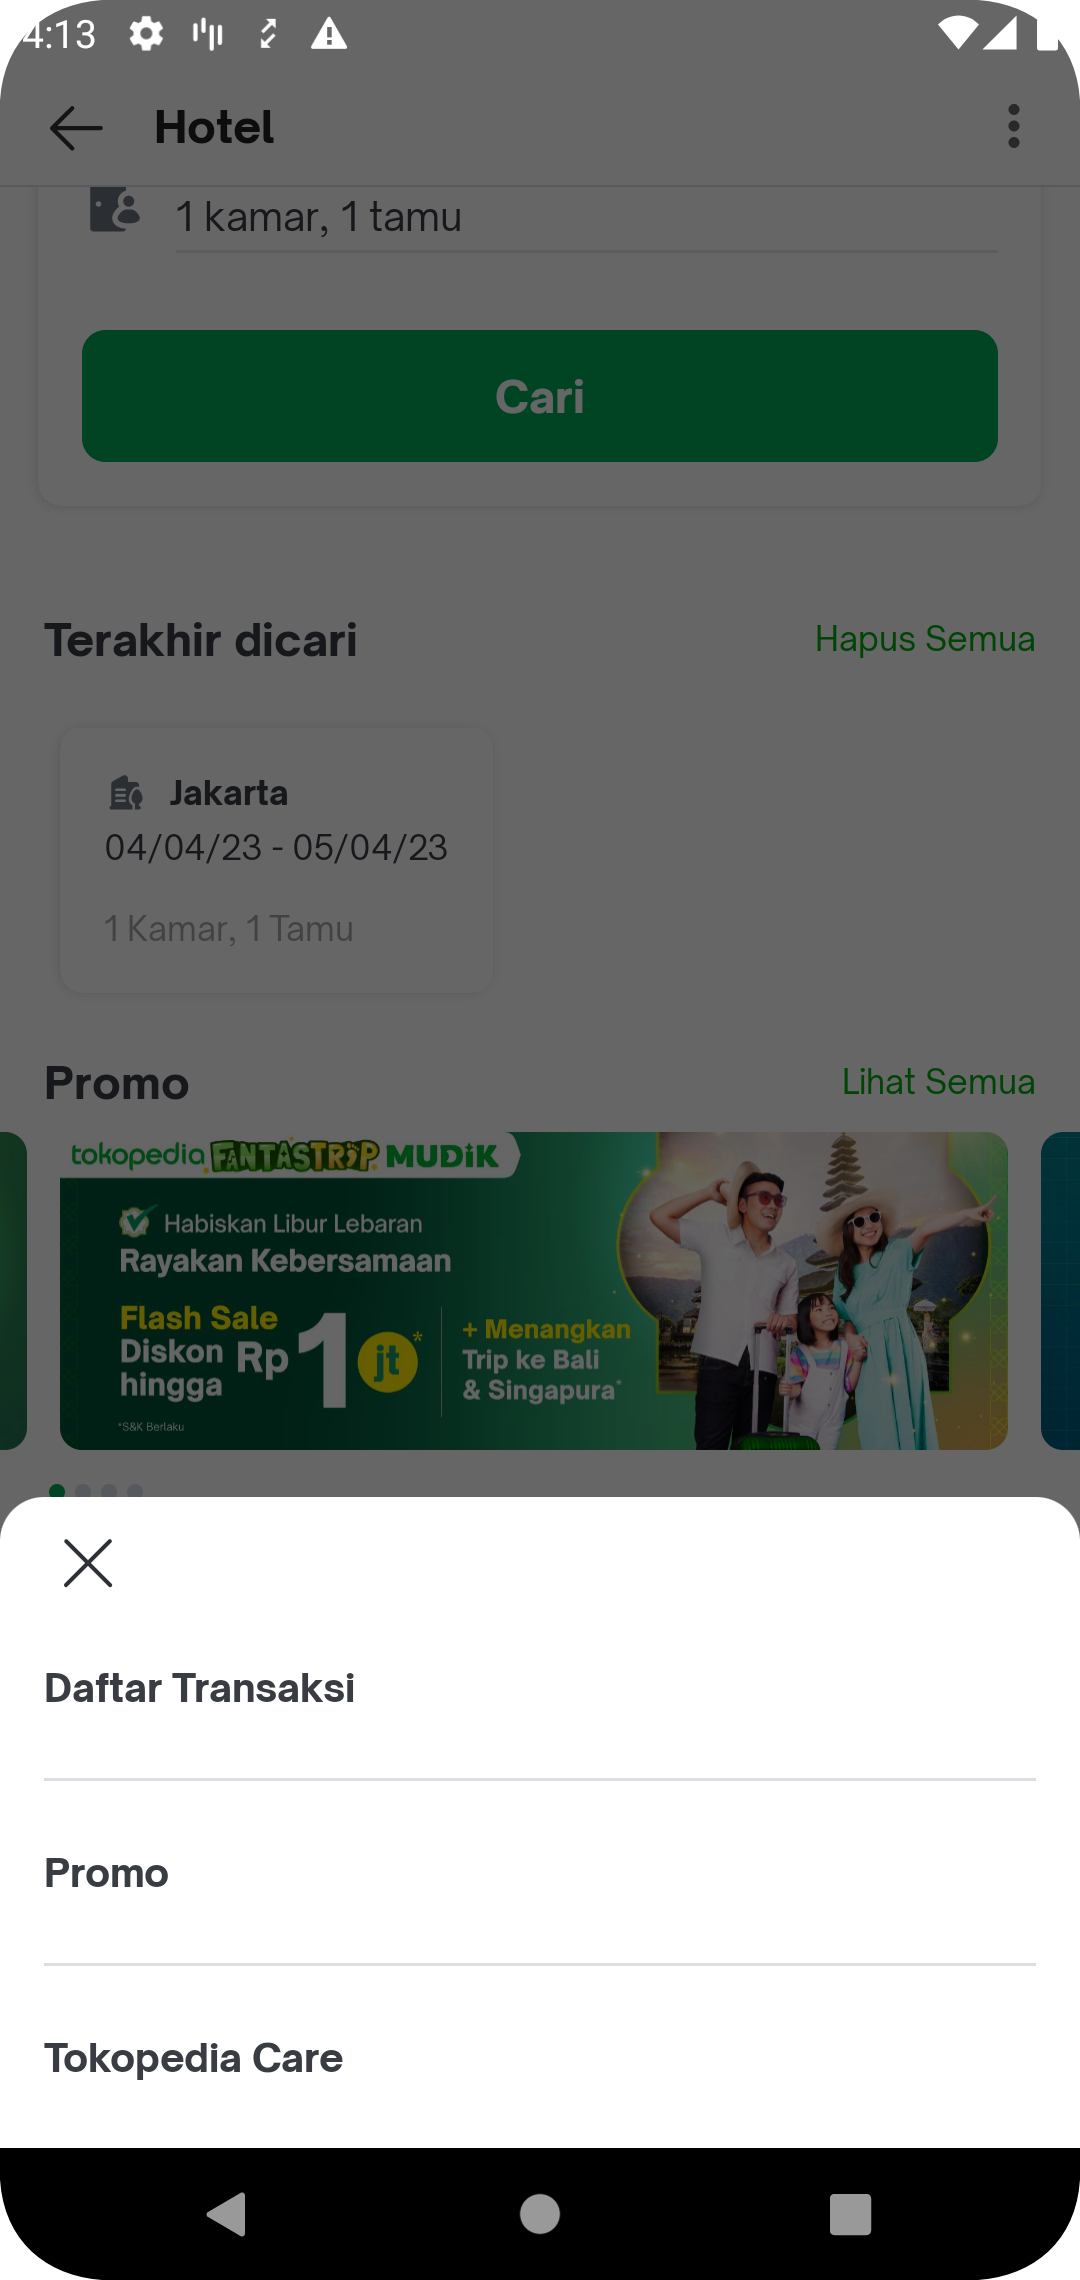 4:13
Hotel
1 kamar, 1 tamu
Cari
Terakhir dicari
Hapus Semua
Jakarta
04/04/23 - 05/04/23
1 Kamar, 1 Tamu
Promo
Lihat Semua
tokopedia FANTASTRIP MUDIK
Habiskan Libur Lebaran
Rayakan Kebersamaan
Flash Sale
Diskon hingga Rp 1 jt*
+ Menangkan
Trip ke Bali
& Singapura*
*S&K Berlaku
Daftar Transaksi
Promo
Tokopedia Care